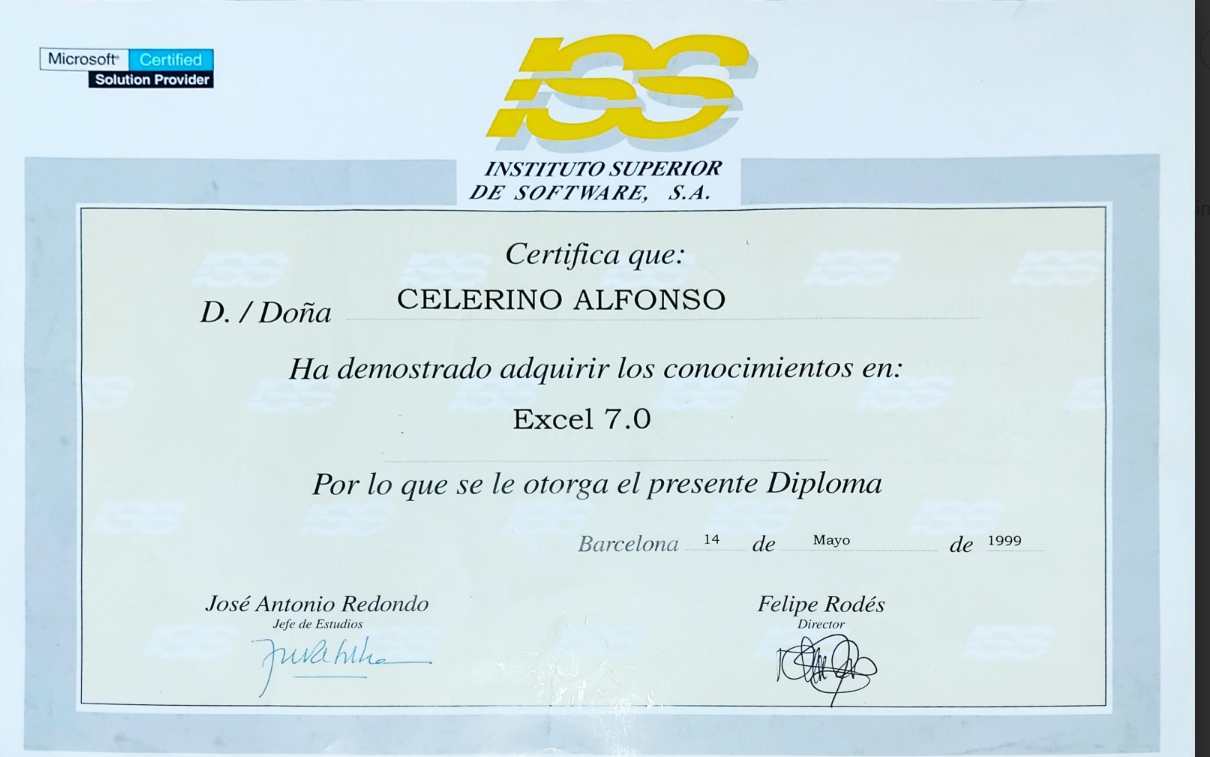 Microsoft® Certified
Solution Provider
ISS
INSTITUTO SUPERIOR
DE SOFTWARE, S.A.
Certifica que:
D. / Doña CELERINO ALFONSO
Ha demostrado adquirir los conocimientos en:
Excel 7.0
Por lo que se le otorga el presente Diploma
Barcelona 14 de Mayo de 1999
José Antonio Redondo
Jefe de Estudios
Felipe Rodés
Director